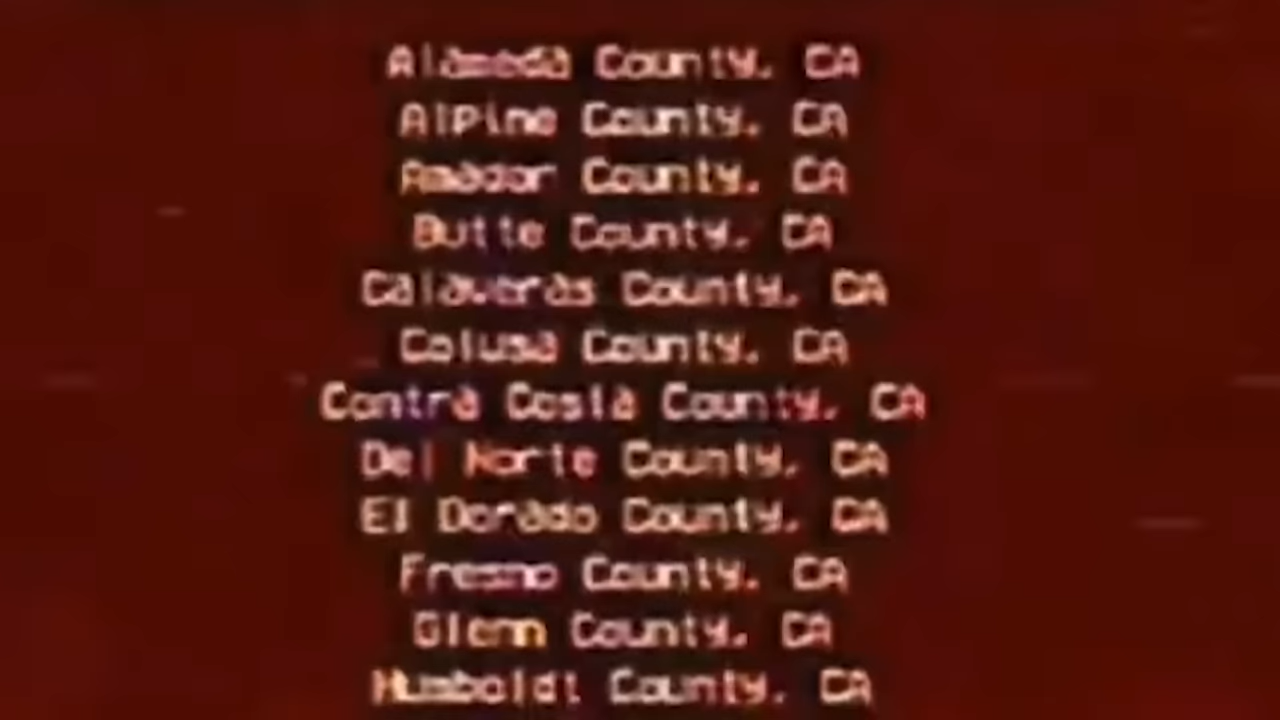 Alameda County, CA
Alpine County, CA
Amador County, CA
Butte County, CA
Calaveras County, CA
Colusa County, CA
Contra Costa County, CA
Del Norte County, CA
El Dorado County, CA
Fresno County, CA
Glenn County, CA
Humboldt County, CA